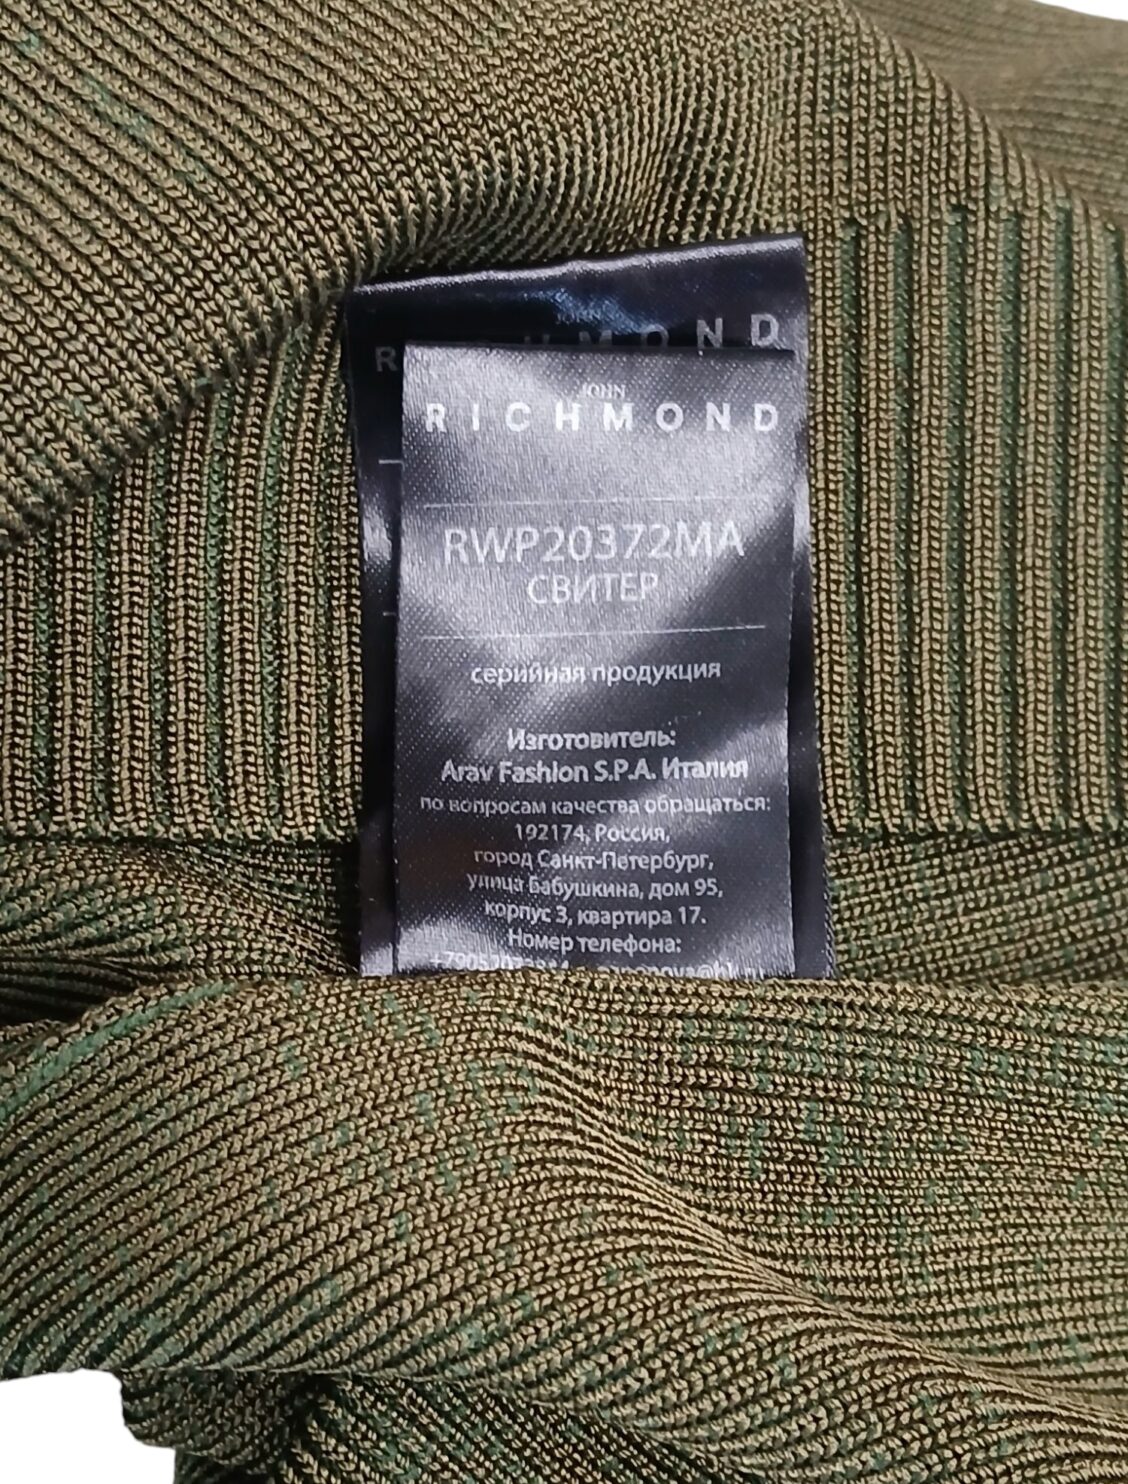 RICHMOND
JOHN
RICHMOND
RWP20372MA
СВИТЕР
серийная продукция
Изготовитель:
Arav Fashion S.P.A. Италия
по вопросам качества обращаться:
192174, Россия,
город Санкт-Петербург,
улица Бабушкина, дом 95,
корпус 3, квартира 17.
Номер телефона: